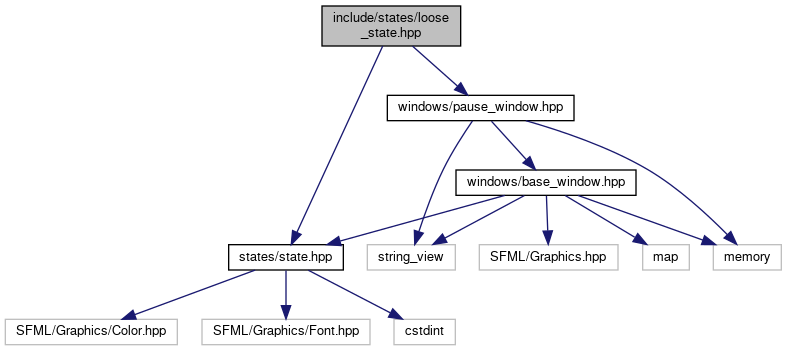 include/states/loose
_state.hpp
windows/pause_window.hpp
windows/base_window.hpp
states/state.hpp
string_view
SFML/Graphics.hpp
map
memory
SFML/Graphics/Color.hpp
SFML/Graphics/Font.hpp
cstdint